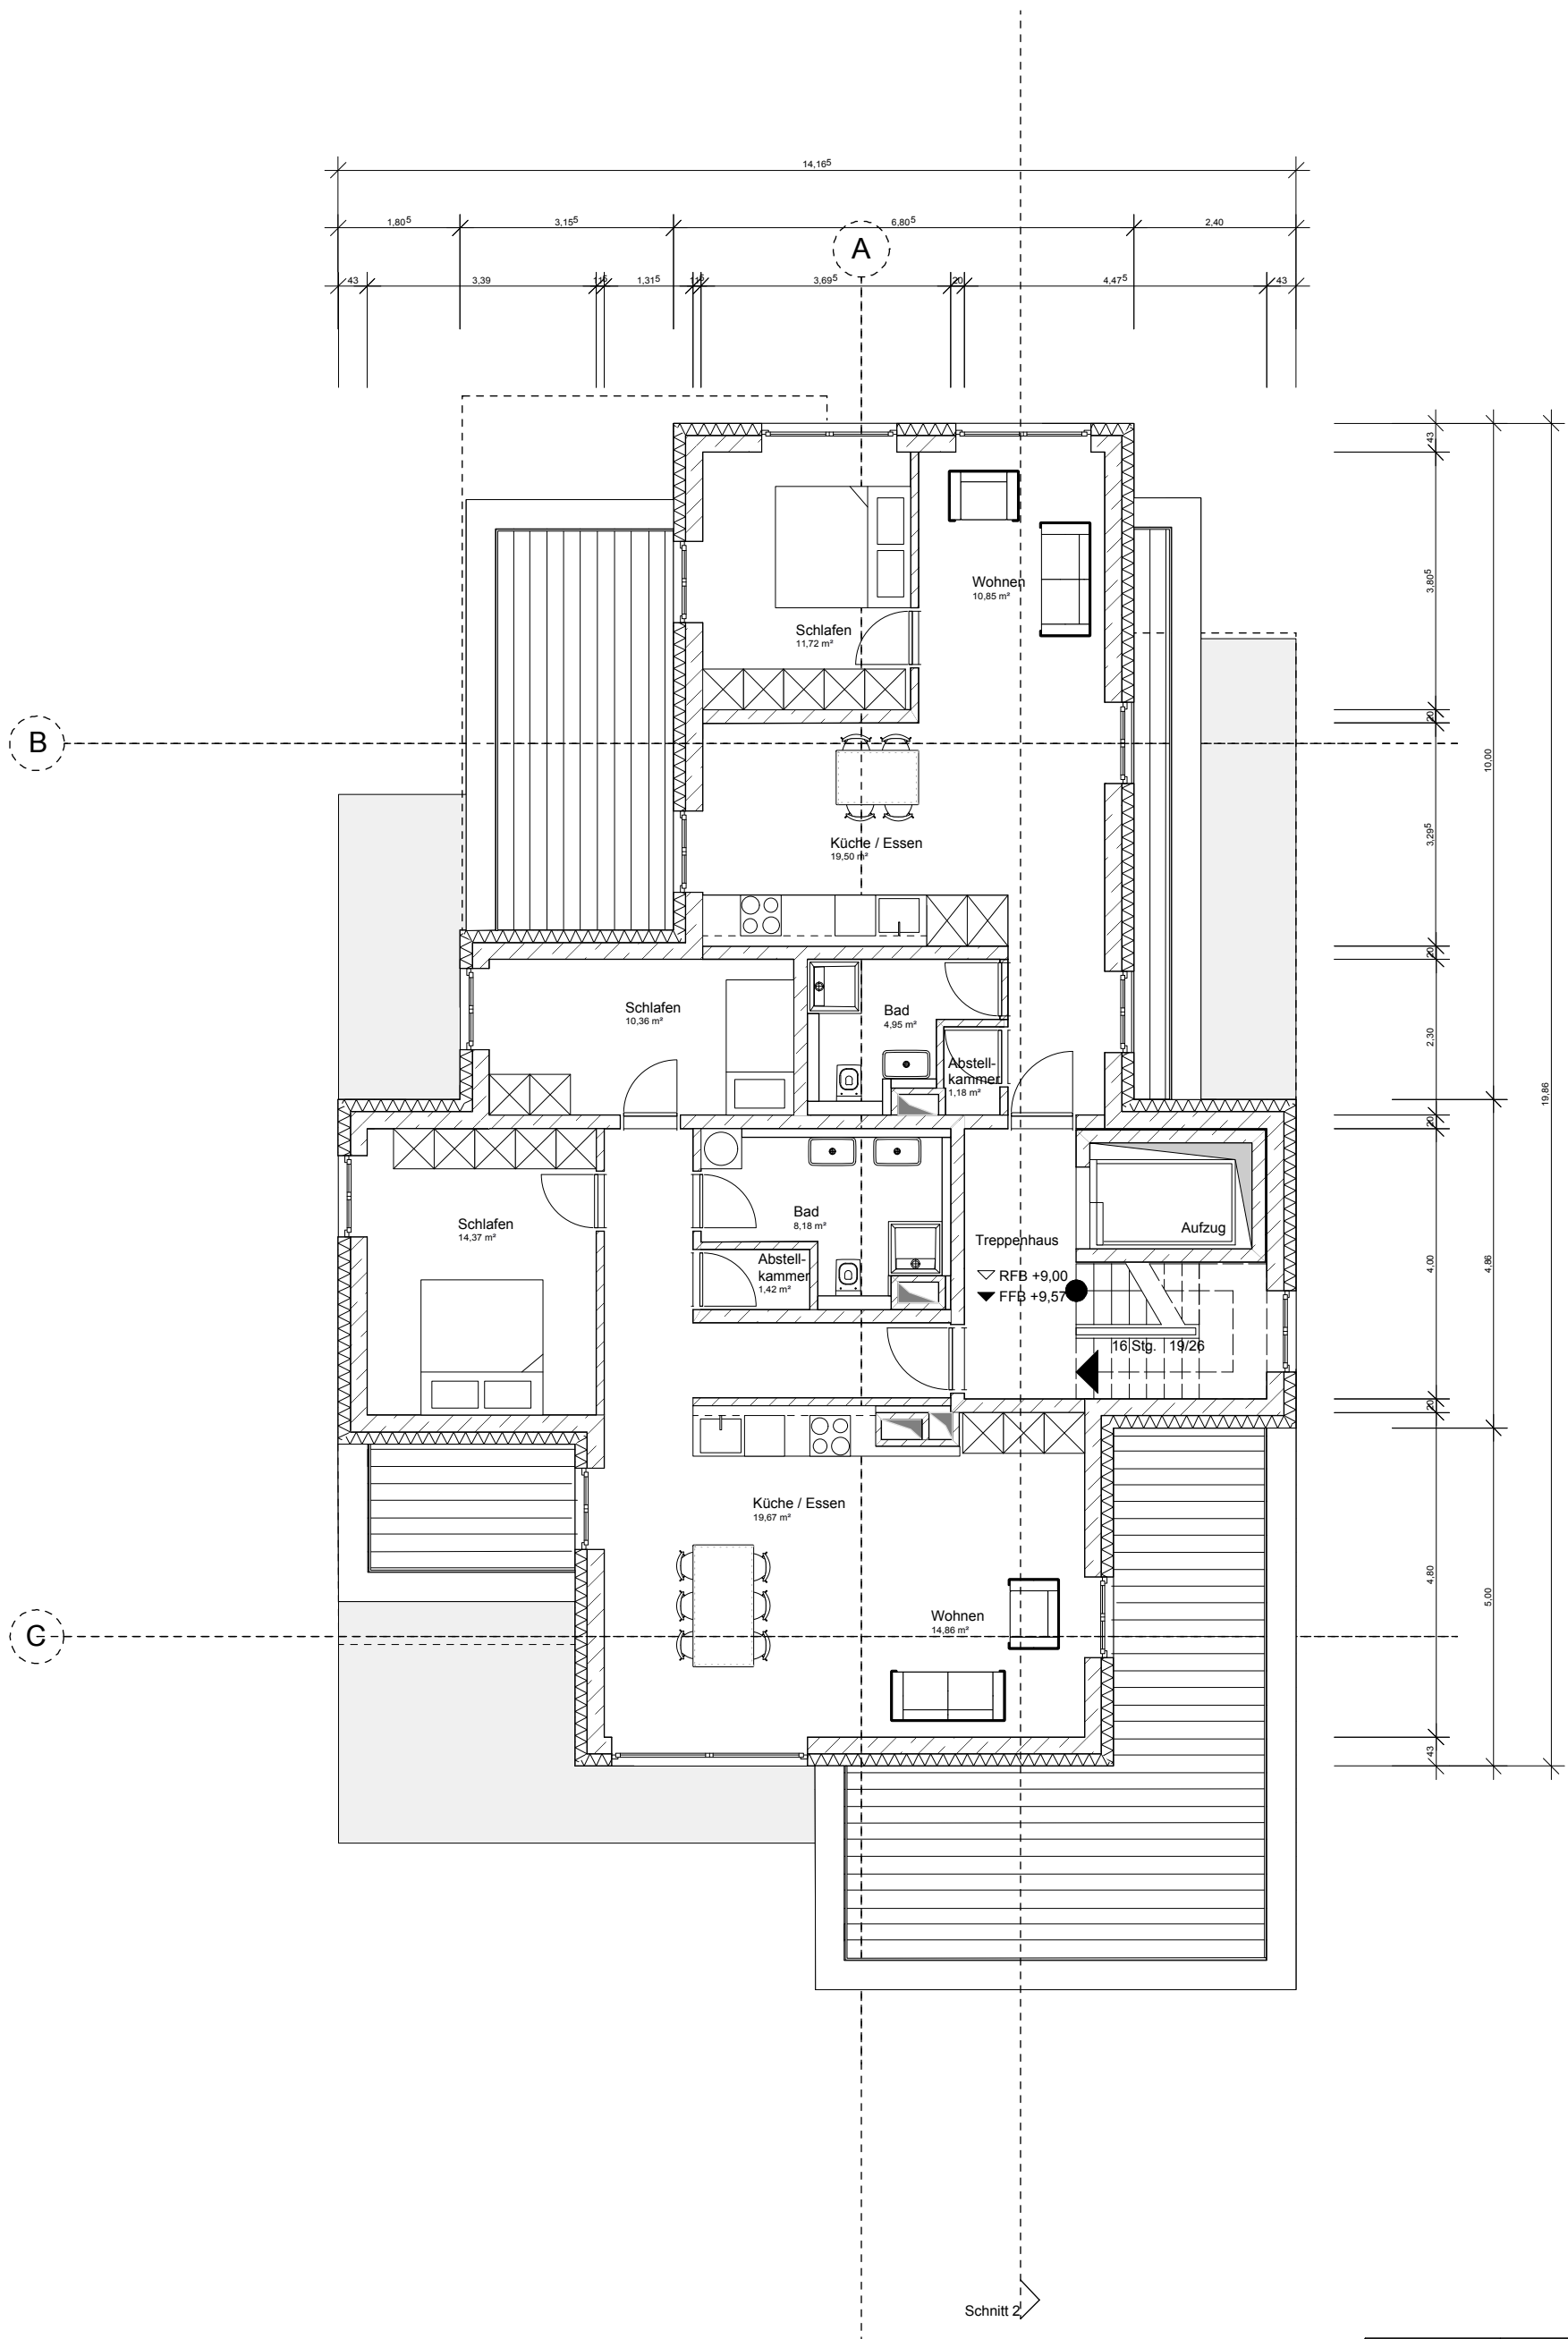 14,16⁵
1,80⁵ 3,15⁵ 6,80⁵ 2,40
A
43 3,39 11⁵ 1,31⁵ 11⁵ 3,69⁵ 20 4,47⁵ 43
43
Wohnen
10,85 m²
3,80⁵
Schlafen
11,72 m²
20
B
10,00
Küche / Essen
19,50 m²
3,29⁵
20
Schlafen
10,36 m²
Bad
4,95 m²
2,30
Abstell-
kammer
1,18 m²
19,86
20
Schlafen
14,37 m²
Bad
8,18 m²
Aufzug
Treppenhaus
Abstell-
kammer
1,42 m²
RFB +9,00
FFB +9,57
4,00
4,86
16 Stg. 19/26
20
Küche / Essen
19,67 m²
4,80
5,00
Wohnen
14,86 m²
C
43
Schnitt 2